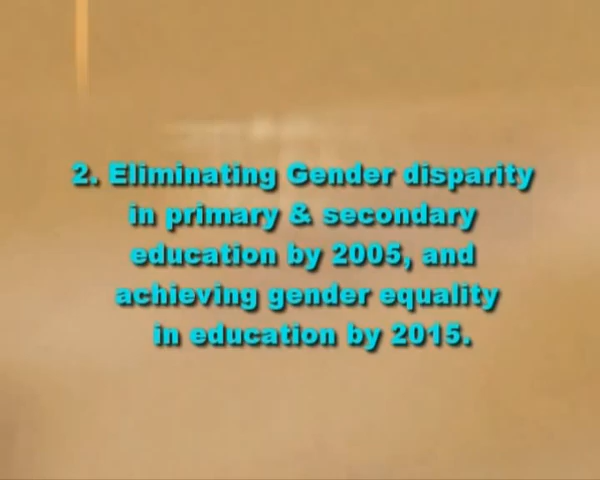 2. Eliminating Gender disparity
in primary & secondary
education by 2005, and
achieving gender equality
in education by 2015.